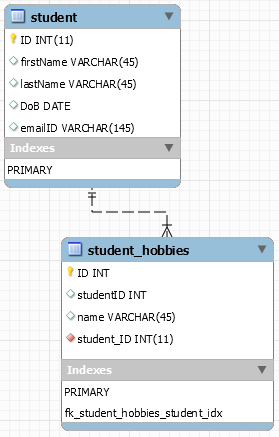 student
ID INT(11)
firstName VARCHAR(45)
lastName VARCHAR(45)
DoB DATE
emailID VARCHAR(145)
Indexes
PRIMARY
student_hobbies
ID INT
studentID INT
name VARCHAR(45)
student_ID INT(11)
Indexes
PRIMARY
fk_student_hobbies_student_idx